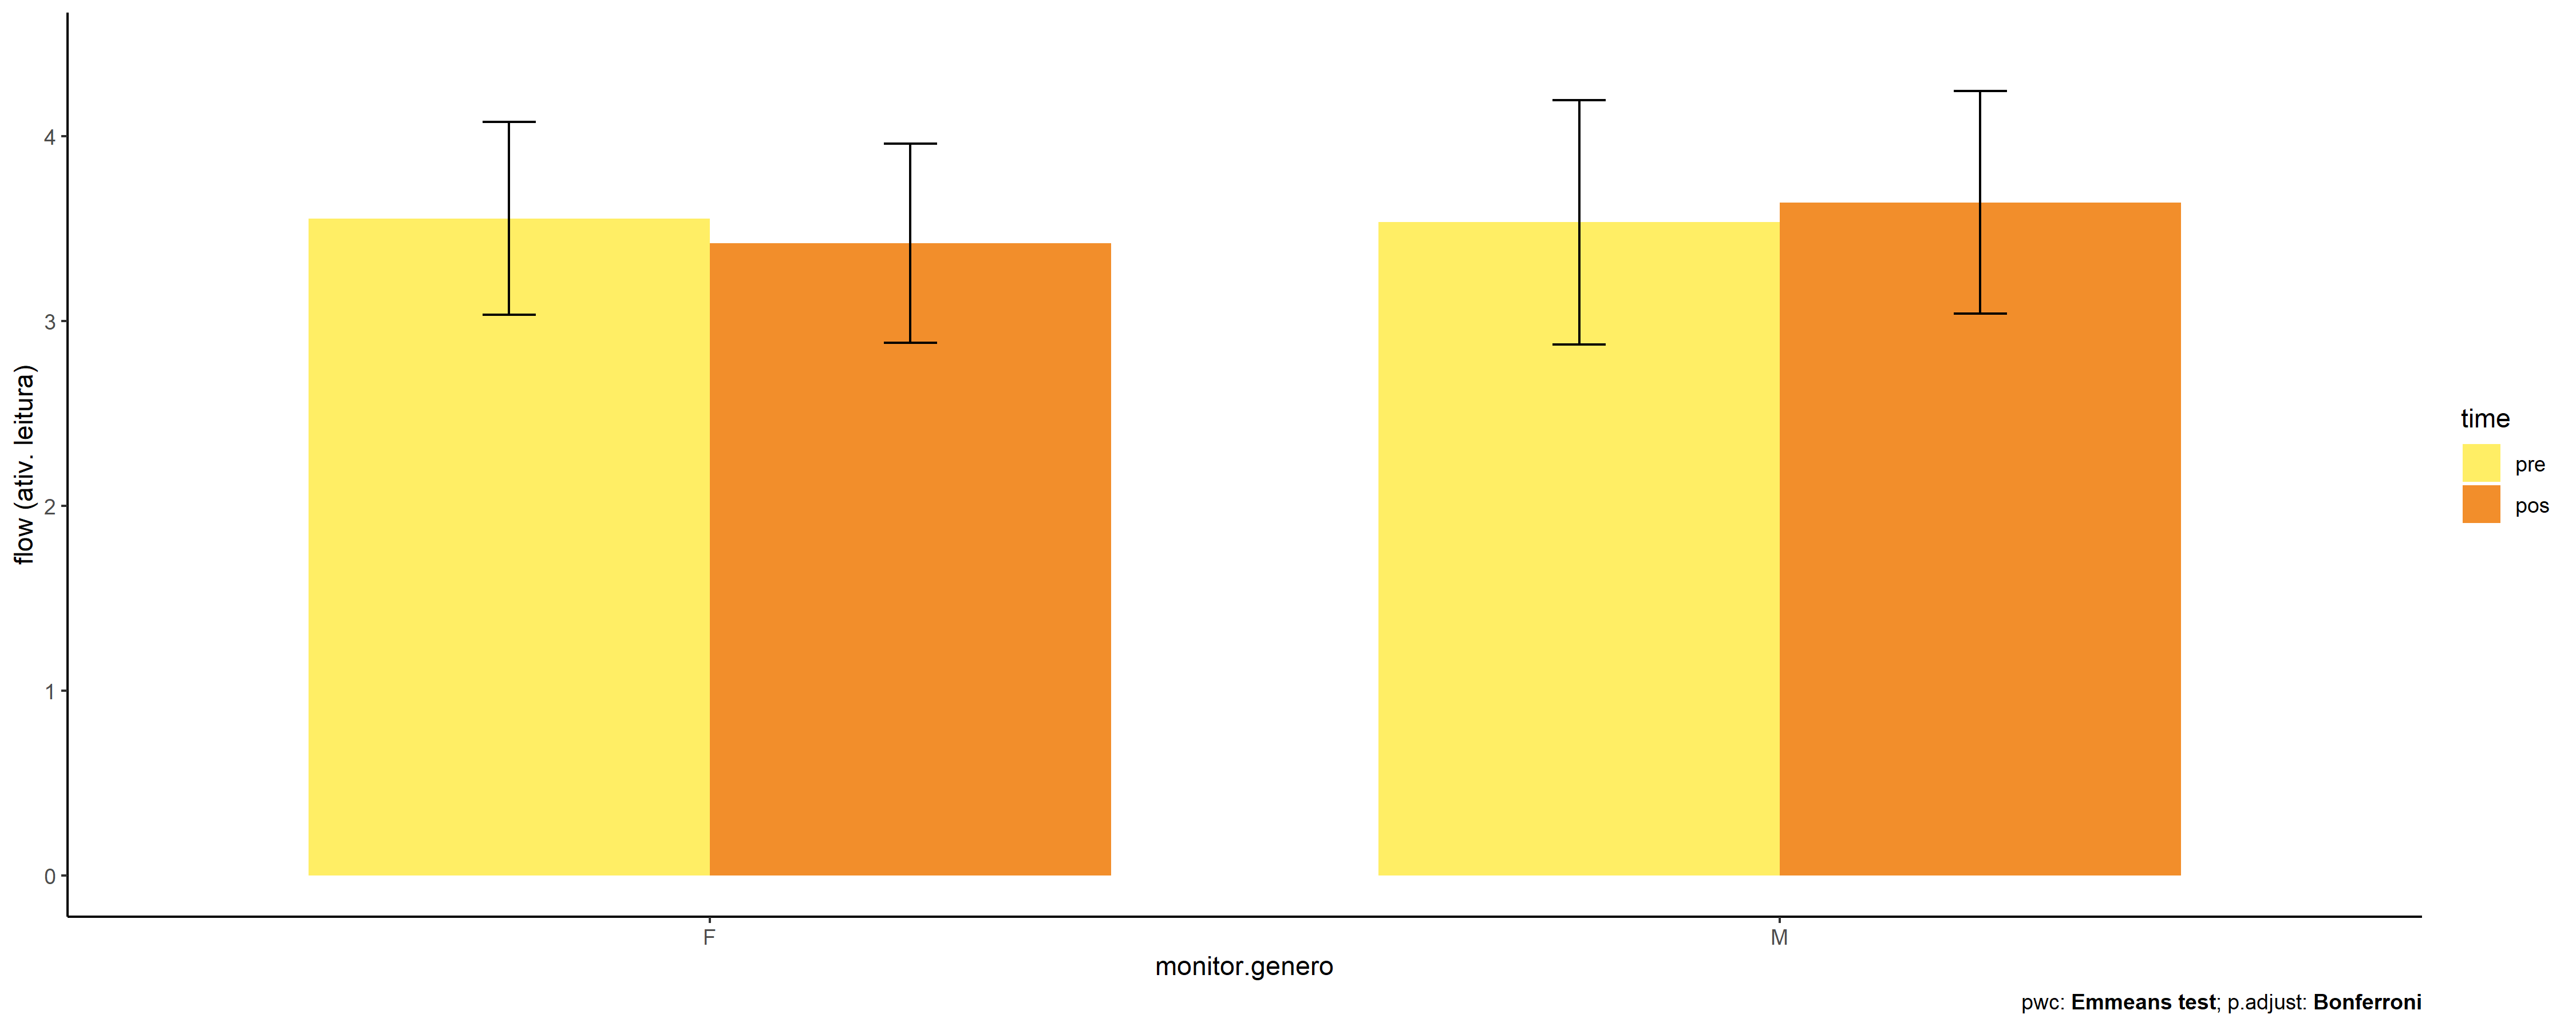 flow (ativ. leitura)
4
3
2
1
0
F
M
monitor.genero
time
pre
pos
pwc: Emmeans test; p.adjust: Bonferroni